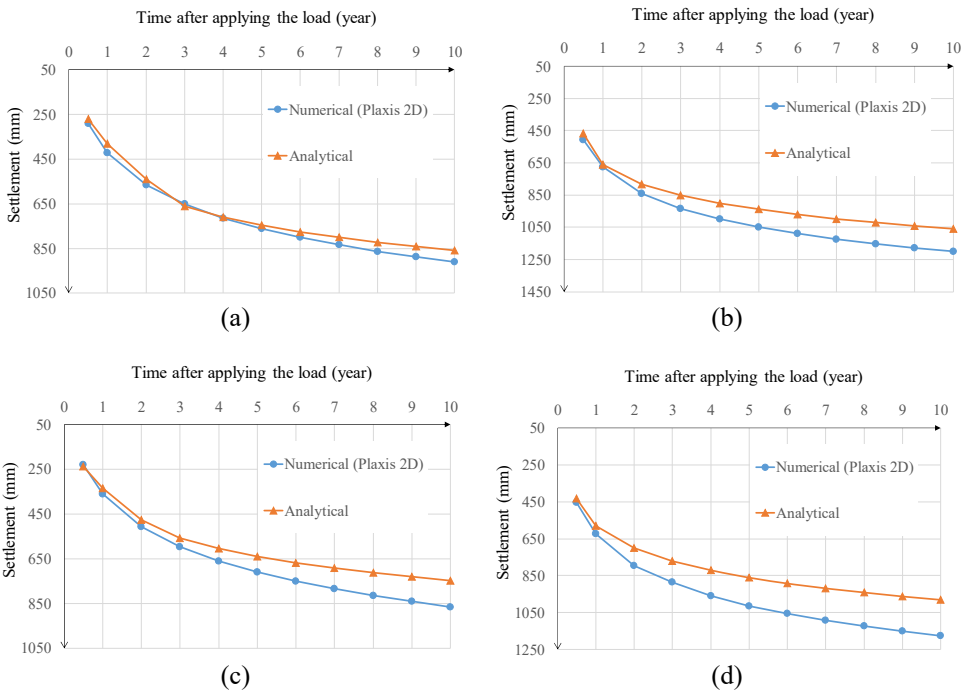 Time after applying the load (year)
0 1 2 3 4 5 6 7 8 9 10
50
250
450
650
850
1050
Settlement (mm)
Numerical (Plaxis 2D)
Analytical
(a)
Time after applying the load (year)
0 1 2 3 4 5 6 7 8 9 10
50
250
450
650
850
1050
1250
1450
Settlement (mm)
Numerical (Plaxis 2D)
Analytical
(b)
Time after applying the load (year)
0 1 2 3 4 5 6 7 8 9 10
50
250
450
650
850
1050
Settlement (mm)
Numerical (Plaxis 2D)
Analytical
(c)
Time after applying the load (year)
0 1 2 3 4 5 6 7 8 9 10
50
250
450
650
850
1050
1250
Settlement (mm)
Numerical (Plaxis 2D)
Analytical
(d)